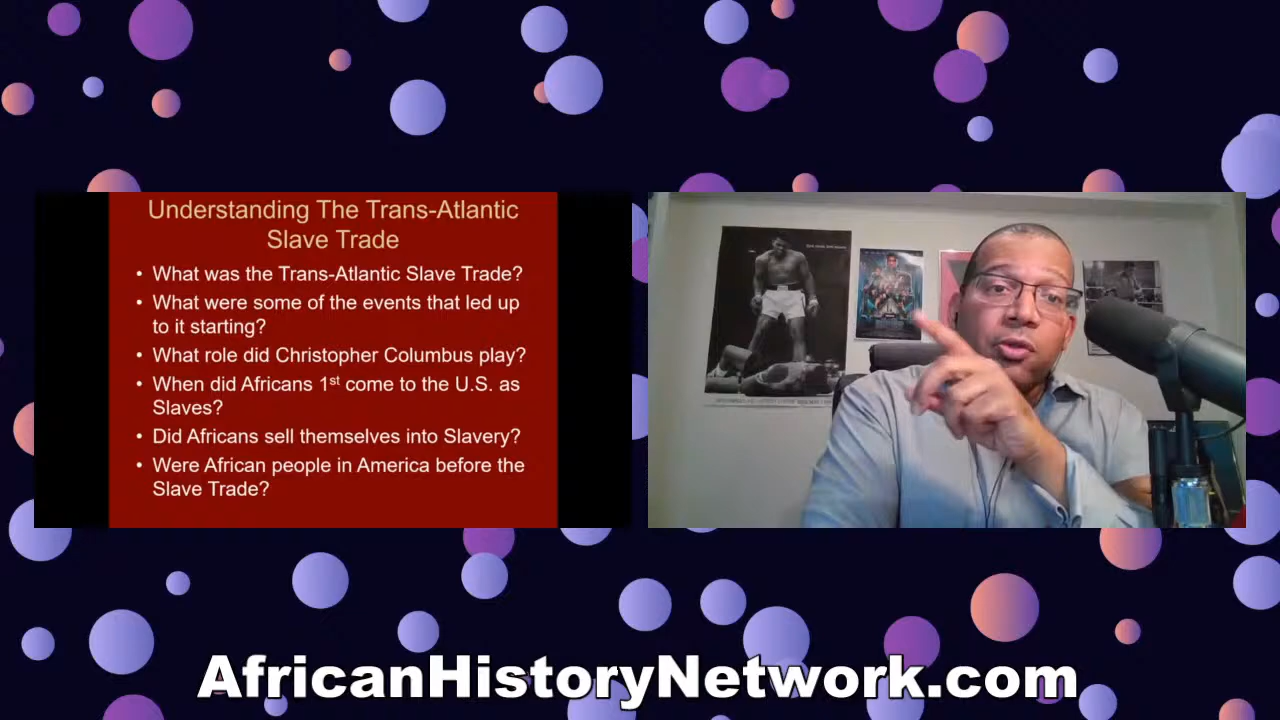 Understanding The Trans-Atlantic
Slave Trade
• What was the Trans-Atlantic Slave Trade?
• What were some of the events that led up
to it starting?
• What role did Christopher Columbus play?
• When did Africans 1st come to the U.S. as
Slaves?
• Did Africans sell themselves into Slavery?
• Were African people in America before the
Slave Trade?
AfricanHistoryNetwork.com